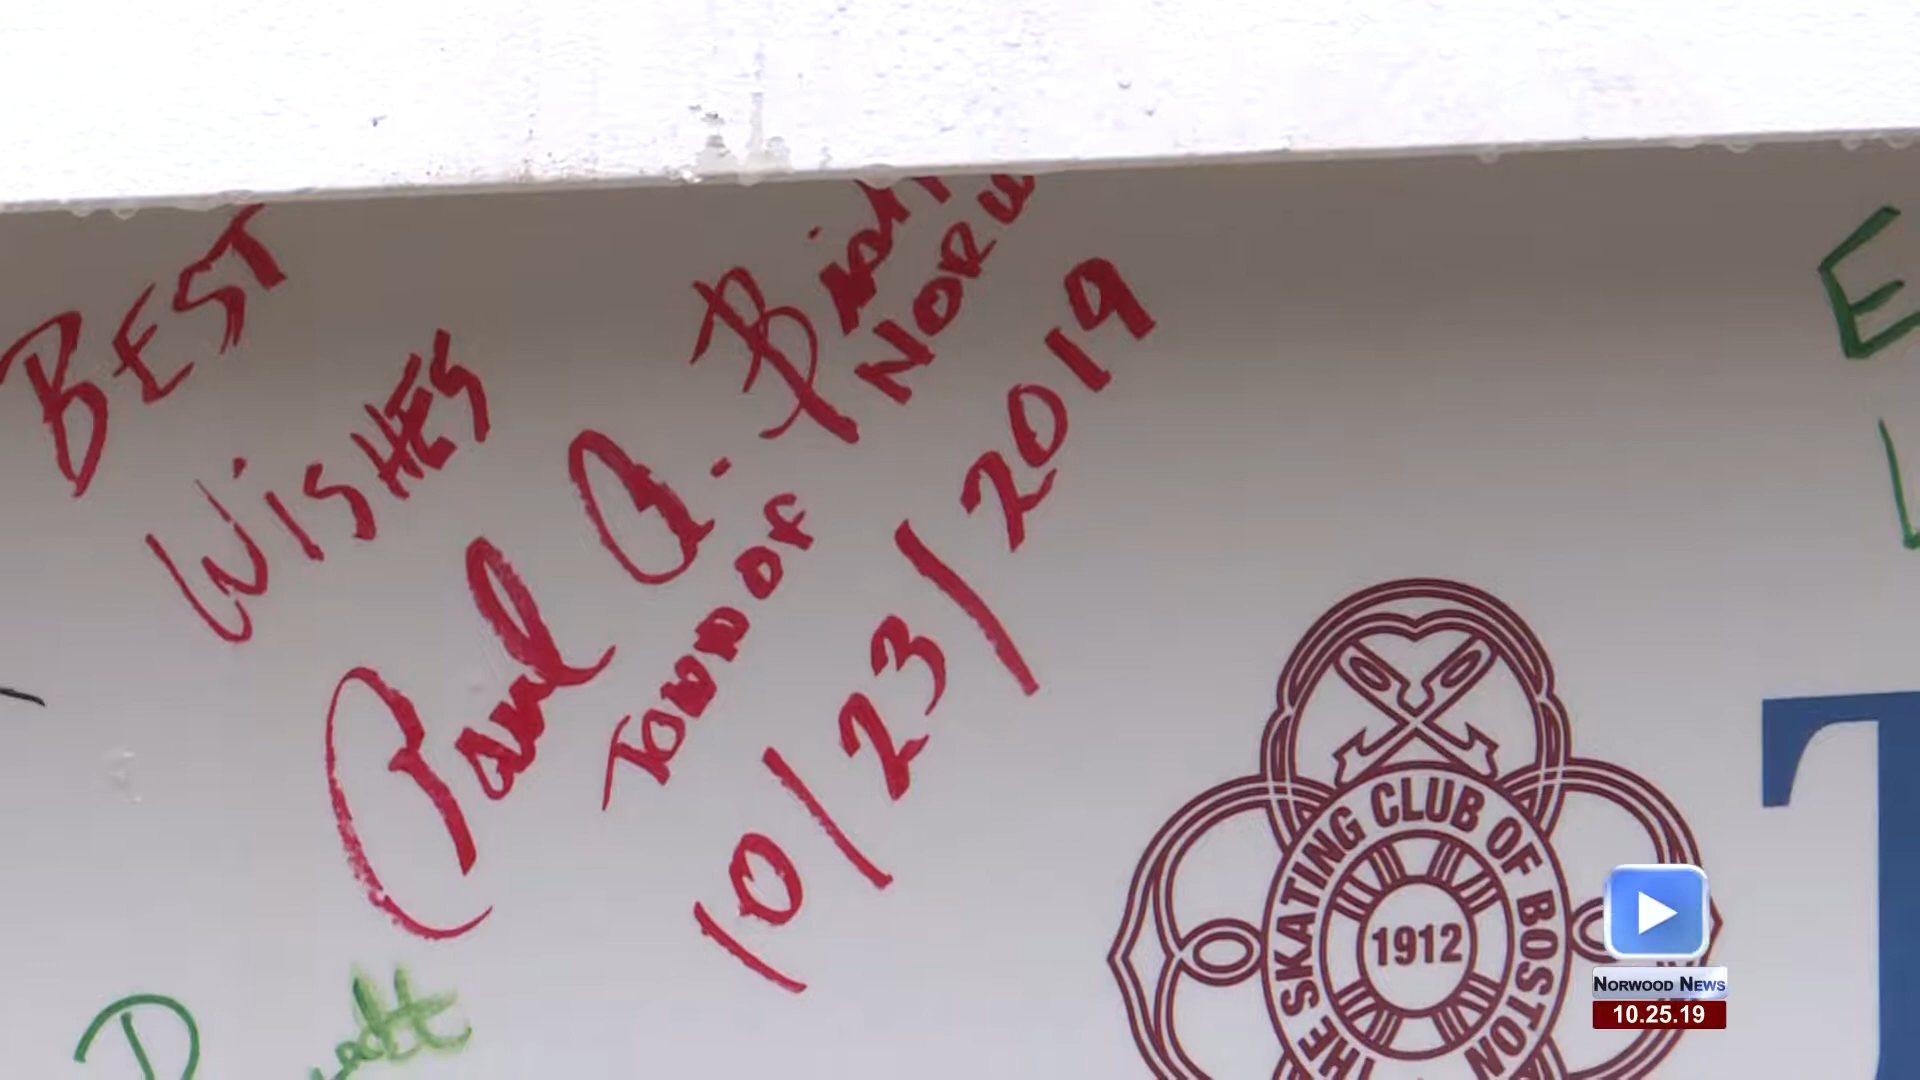 BEST
WISHES
Paul A.
TOWN OF
10/23/2019
THE SKATING CLUB OF BOSTON
1912
T
E
NORWOOD NEWS
10.25.19